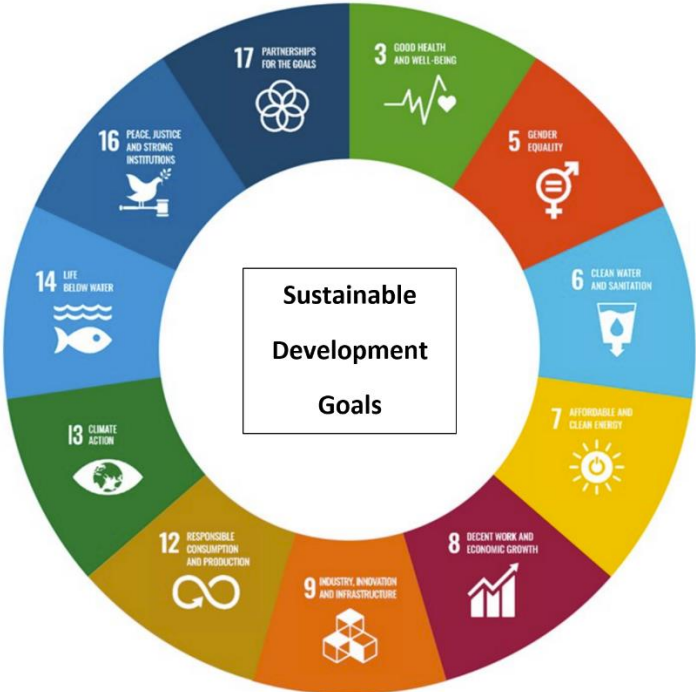 3 GOOD HEALTH
AND WELL-BEING
5 GENDER
EQUALITY
6 CLEAN WATER
AND SANITATION
7 AFFORDABLE AND
CLEAN ENERGY
8 DECENT WORK AND
ECONOMIC GROWTH
9 INDUSTRY, INNOVATION
AND INFRASTRUCTURE
12 RESPONSIBLE
CONSUMPTION
AND PRODUCTION
13 CLIMATE
ACTION
14 LIFE
BELOW WATER
16 PEACE, JUSTICE
AND STRONG
INSTITUTIONS
17 PARTNERSHIPS
FOR THE GOALS
Sustainable
Development
Goals